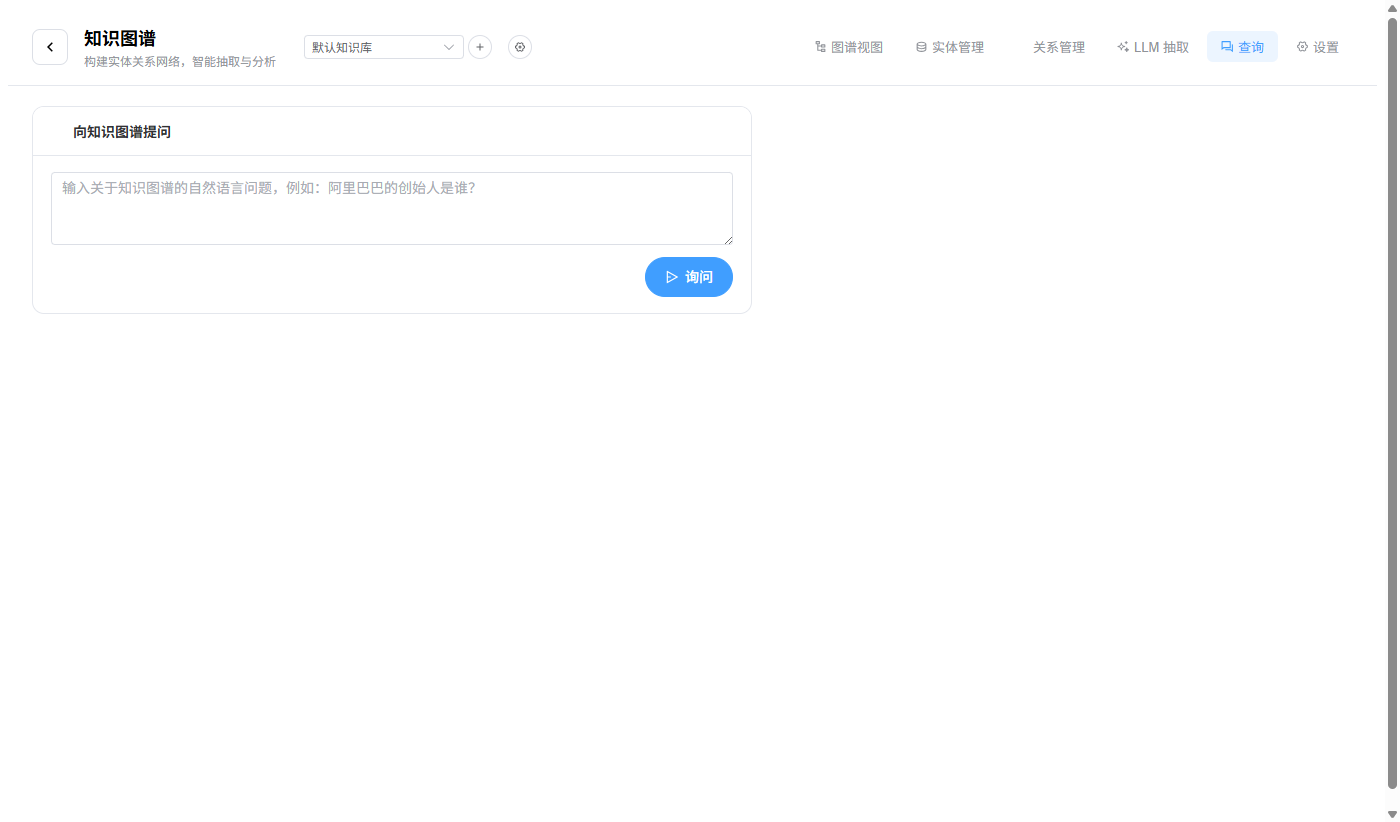 知识图谱
构建实体关系网络，智能抽取与分析
默认知识库
图谱视图
实体管理
关系管理
LLM 抽取
查询
设置
向知识图谱提问
输入关于知识图谱的自然语言问题，例如：阿里巴巴的创始人是谁？
询问